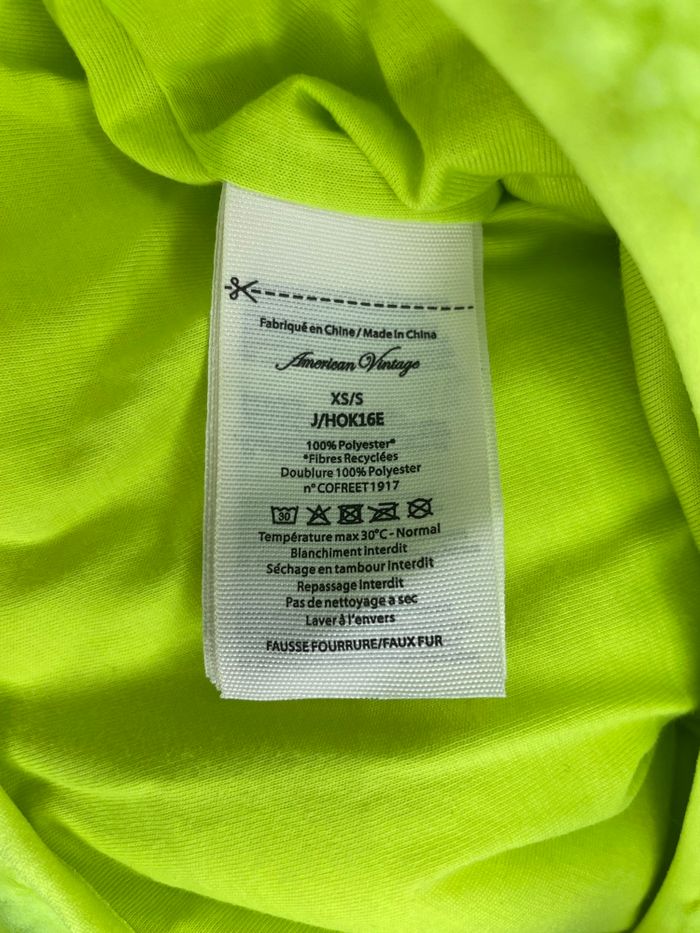 Fabriqué en Chine/Made in China
American Vintage
XS/S
J/HOK16E
100% Polyester*
*Fibres Recyclées
Doublure 100% Polyester
n° COFREET1917
30
Température max 30°C - Normal
Blanchiment Interdit
Séchage en tambour Interdit
Repassage Interdit
Pas de nettoyage a sec
Laver à l'envers
FAUSSE FOURRURE/FAUX FUR